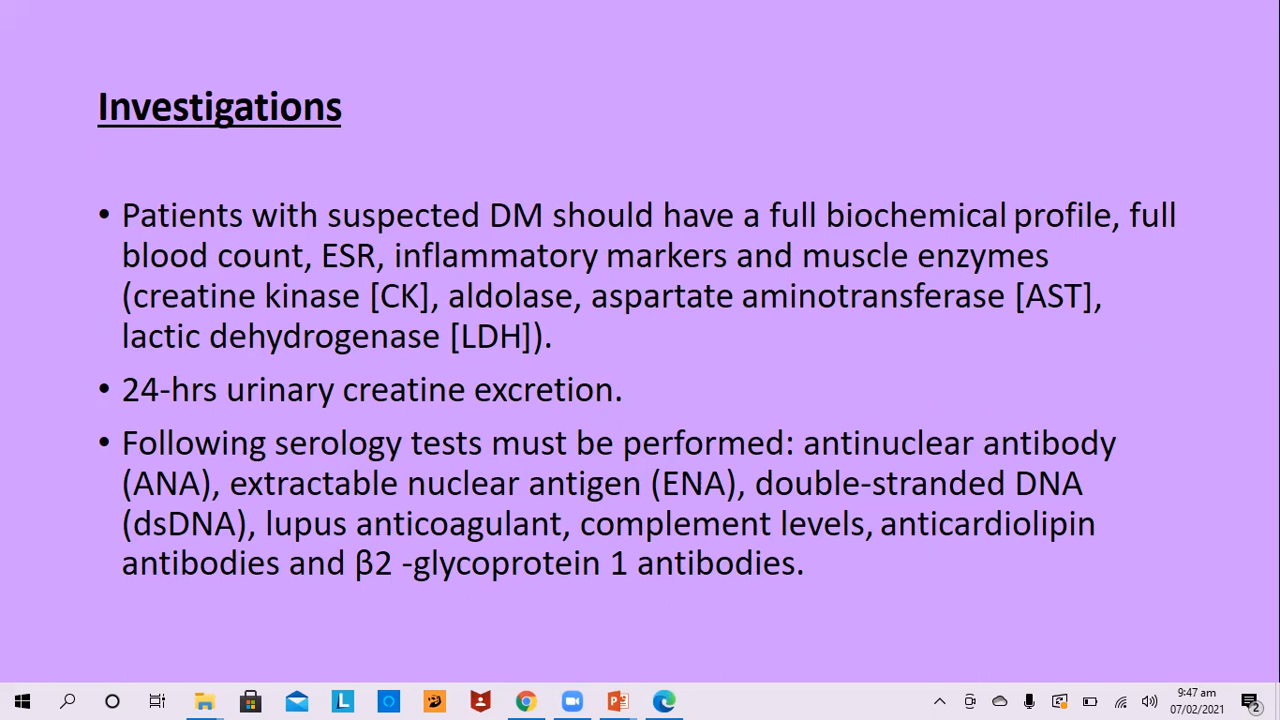 Investigations
• Patients with suspected DM should have a full biochemical profile, full
blood count, ESR, inflammatory markers and muscle enzymes
(creatine kinase [CK], aldolase, aspartate aminotransferase [AST],
lactic dehydrogenase [LDH]).
• 24-hrs urinary creatine excretion.
• Following serology tests must be performed: antinuclear antibody
(ANA), extractable nuclear antigen (ENA), double-stranded DNA
(dsDNA), lupus anticoagulant, complement levels, anticardiolipin
antibodies and β2 -glycoprotein 1 antibodies.
L
9:47 am
07/02/2021
2